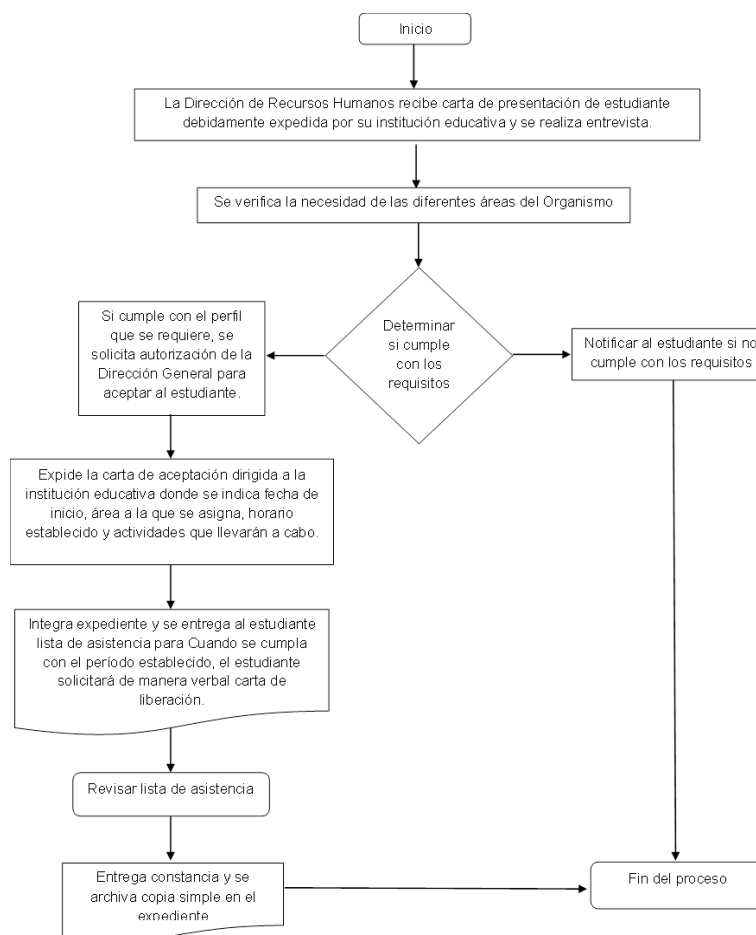 Inicio
La Dirección de Recursos Humanos recibe carta de presentación de estudiante
debidamente expedida por su institución educativa y se realiza entrevista.
Se verifica la necesidad de las diferentes áreas del Organismo
Determinar
si cumple
con los
requisitos
Si cumple con el perfil
que se requiere, se
solicita autorización de la
Dirección General para
aceptar al estudiante.
Notificar al estudiante si no
cumple con los requisitos
Expide la carta de aceptación dirigida a la
institución educativa donde se indica fecha de
inicio, área a la que se asigna, horario
establecido y actividades que llevarán a cabo.
Integra expediente y se entrega al estudiante
lista de asistencia para Cuando se cumpla
con el período establecido, el estudiante
solicitará de manera verbal carta de
liberación.
Revisar lista de asistencia
Entrega constancia y se
archiva copia simple en el
expediente
Fin del proceso